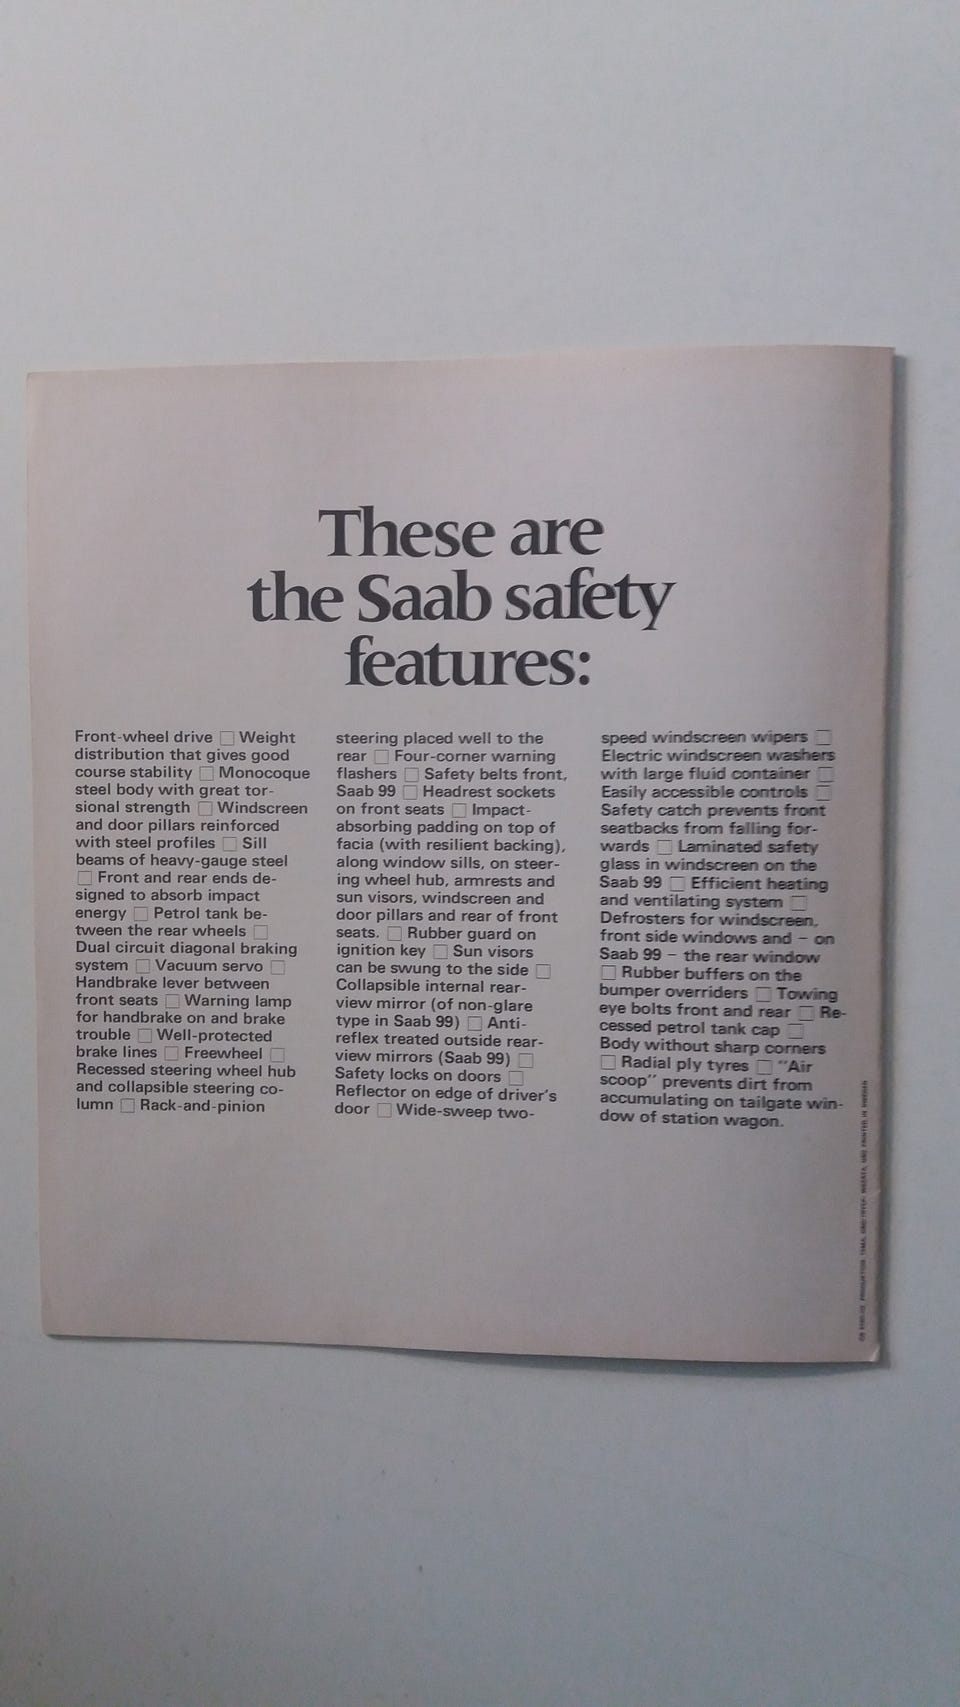 These are
the Saab safety
features:
Front-wheel drive □ Weight
distribution that gives good
course stability □ Monocoque
steel body with great tor-
sional strength □ Windscreen
and door pillars reinforced
with steel profiles □ Sill
beams of heavy-gauge steel
□ Front and rear ends de-
signed to absorb impact
energy □ Petrol tank be-
tween the rear wheels □
Dual circuit diagonal braking
system □ Vacuum servo □
Handbrake lever between
front seats □ Warning lamp
for handbrake on and brake
trouble □ Well-protected
brake lines □ Freewheel □
Recessed steering wheel hub
and collapsible steering co-
lumn □ Rack-and-pinion
steering placed well to the
rear □ Four-corner warning
flashers □ Safety belts front,
Saab 99 □ Headrest sockets
on front seats □ Impact-
absorbing padding on top of
facia (with resilient backing),
along window sills, on steer-
ing wheel hub, armrests and
sun visors, windscreen and
door pillars and rear of front
seats. □ Rubber guard on
ignition key □ Sun visors
can be swung to the side □
Collapsible internal rear-
view mirror (of non-glare
type in Saab 99) □ Anti-
reflex treated outside rear-
view mirrors (Saab 99) □
Safety locks on doors □
Reflector on edge of driver's
door □ Wide-sweep two-
speed windscreen wipers □
Electric windscreen washers
with large fluid container □
Easily accessible controls □
Safety catch prevents front
seatbacks from falling for-
wards □ Laminated safety
glass in windscreen on the
Saab 99 □ Efficient heating
and ventilating system □
Defrosters for windscreen,
front side windows and – on
Saab 99 – the rear window
□ Rubber buffers on the
bumper overriders □ Towing
eye bolts front and rear □ Re-
cessed petrol tank cap □
Body without sharp corners
□ Radial ply tyres □ "Air
scoop" prevents dirt from
accumulating on tailgate win-
dow of station wagon.
PRINTED IN SWEDEN